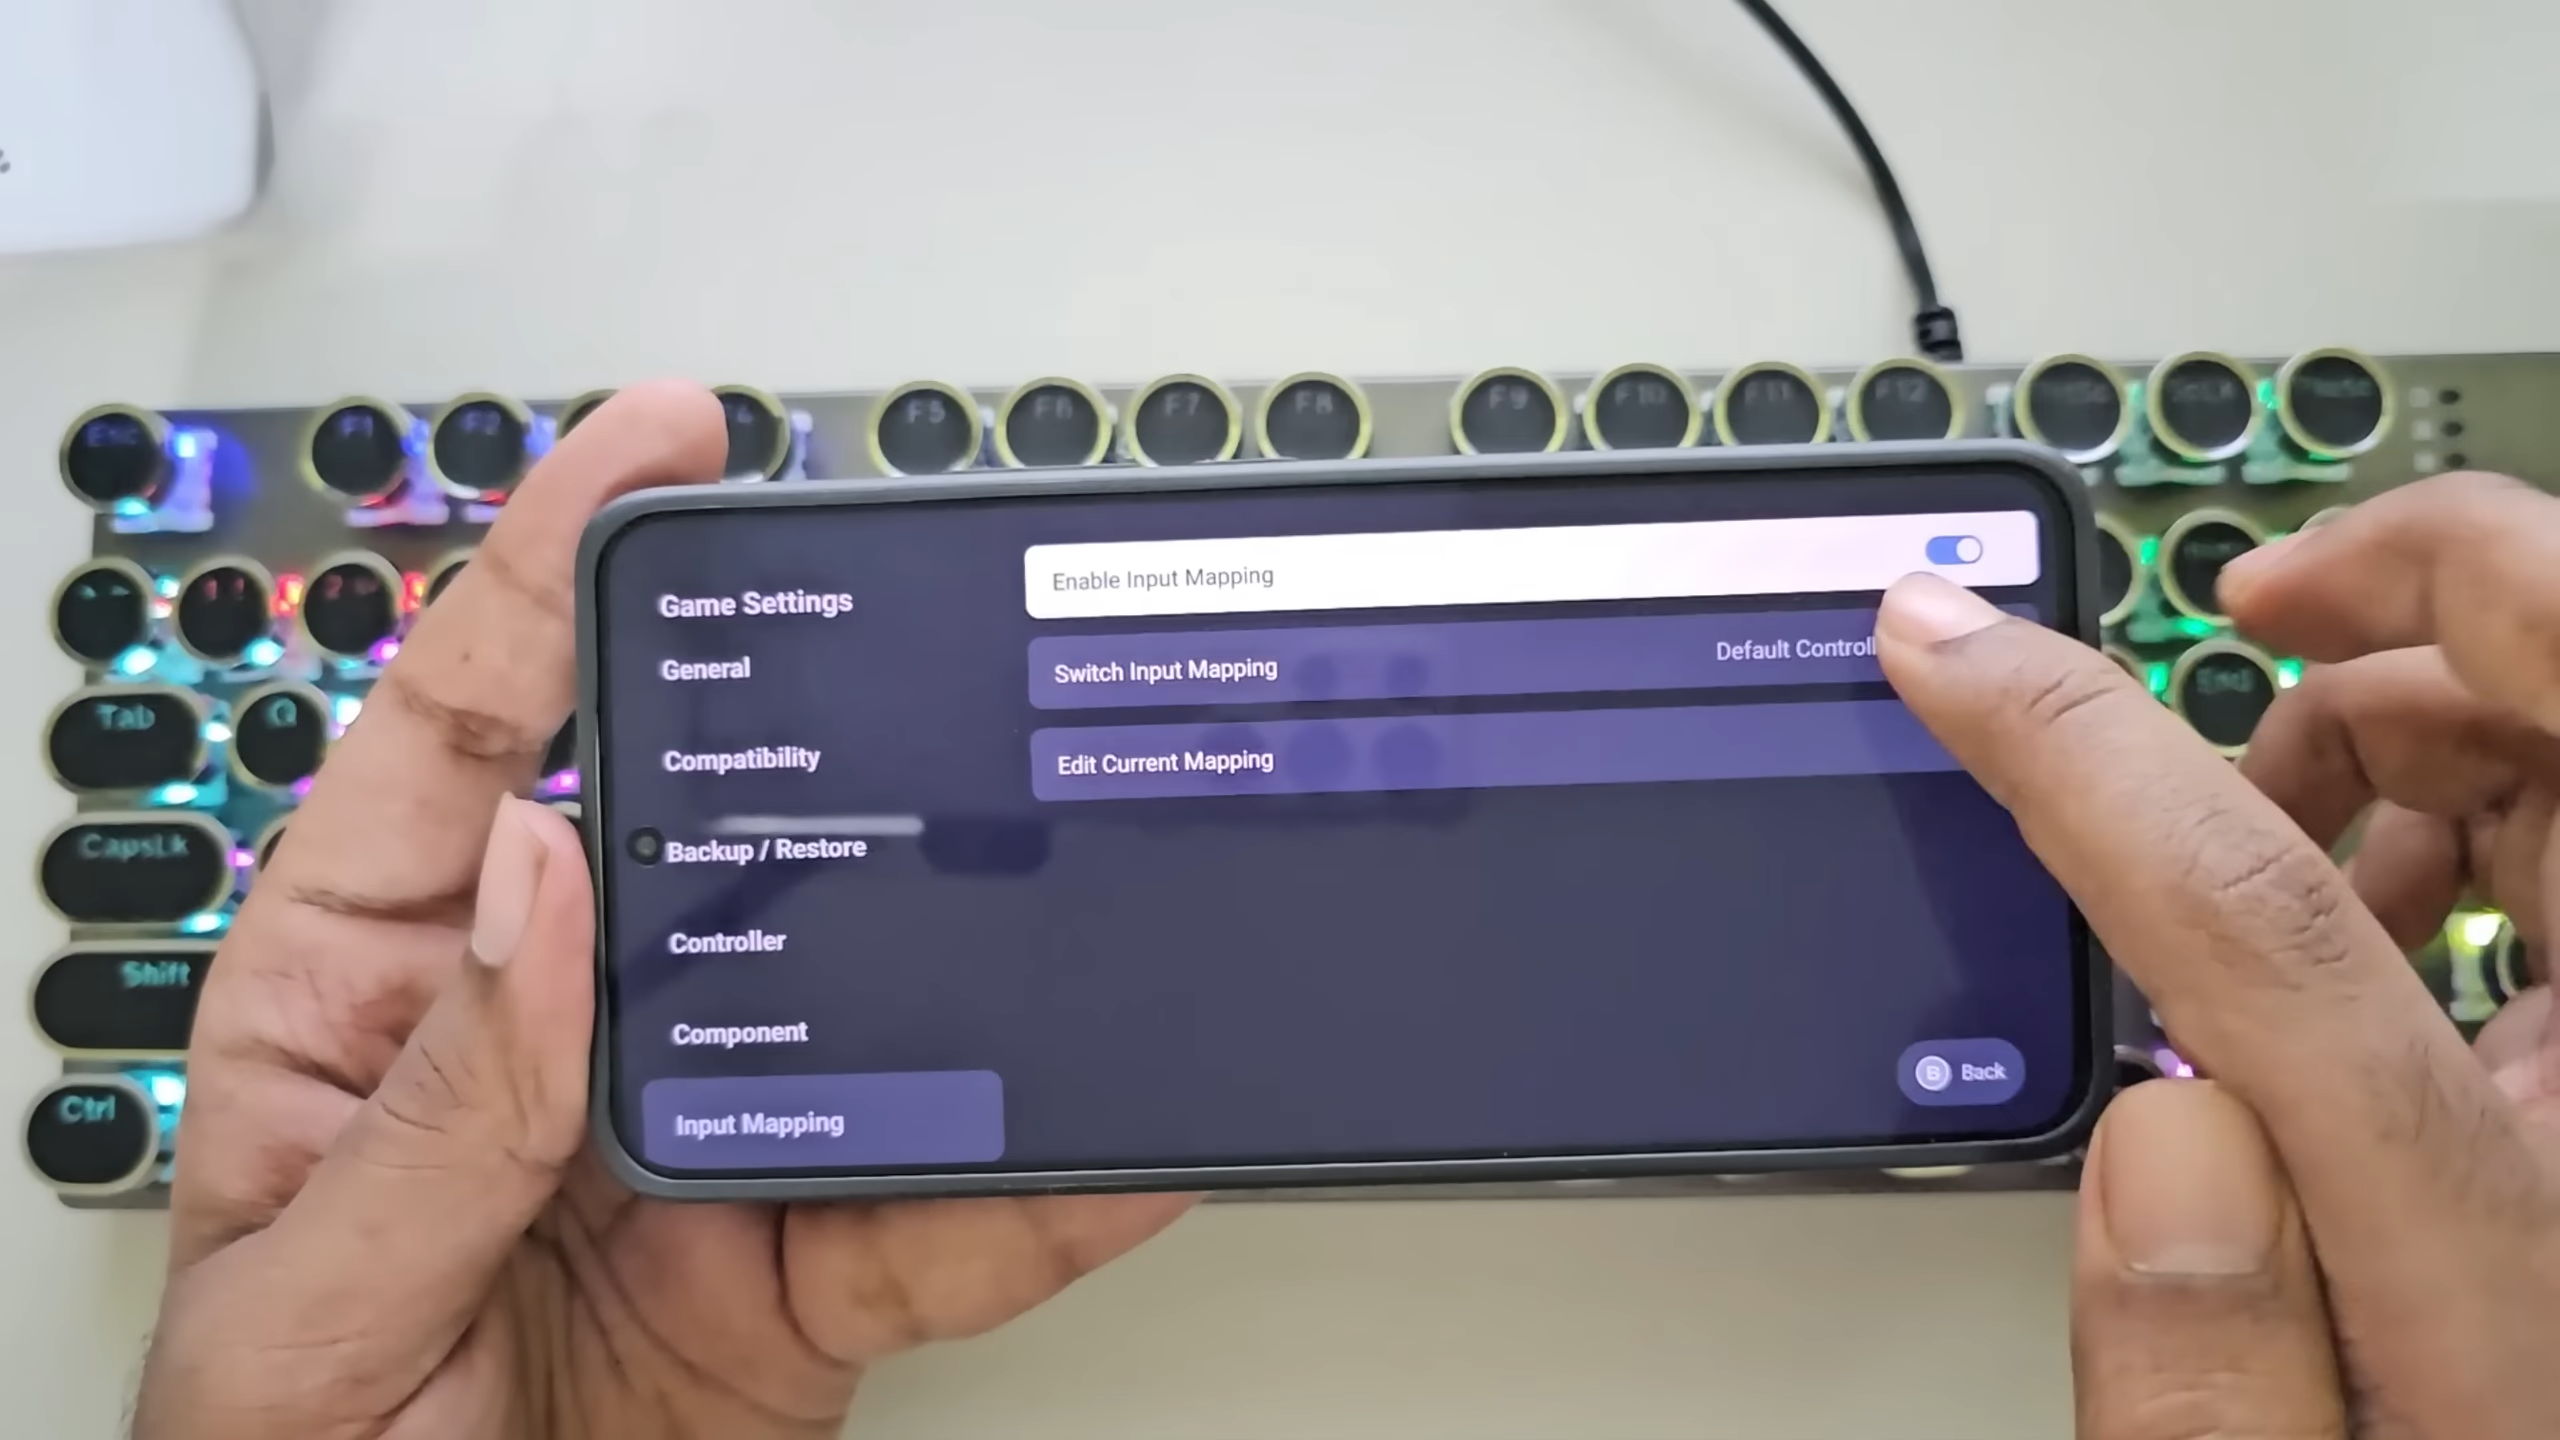 Esc F1 F2 F5 F6 F7 F8 F9 F10 F11 F12
Tab Q
CapsLk
Shift
Ctrl
End
Game Settings
General
Compatibility
Backup / Restore
Controller
Component
Input Mapping
Enable Input Mapping
Switch Input Mapping Default Controll
Edit Current Mapping
B Back